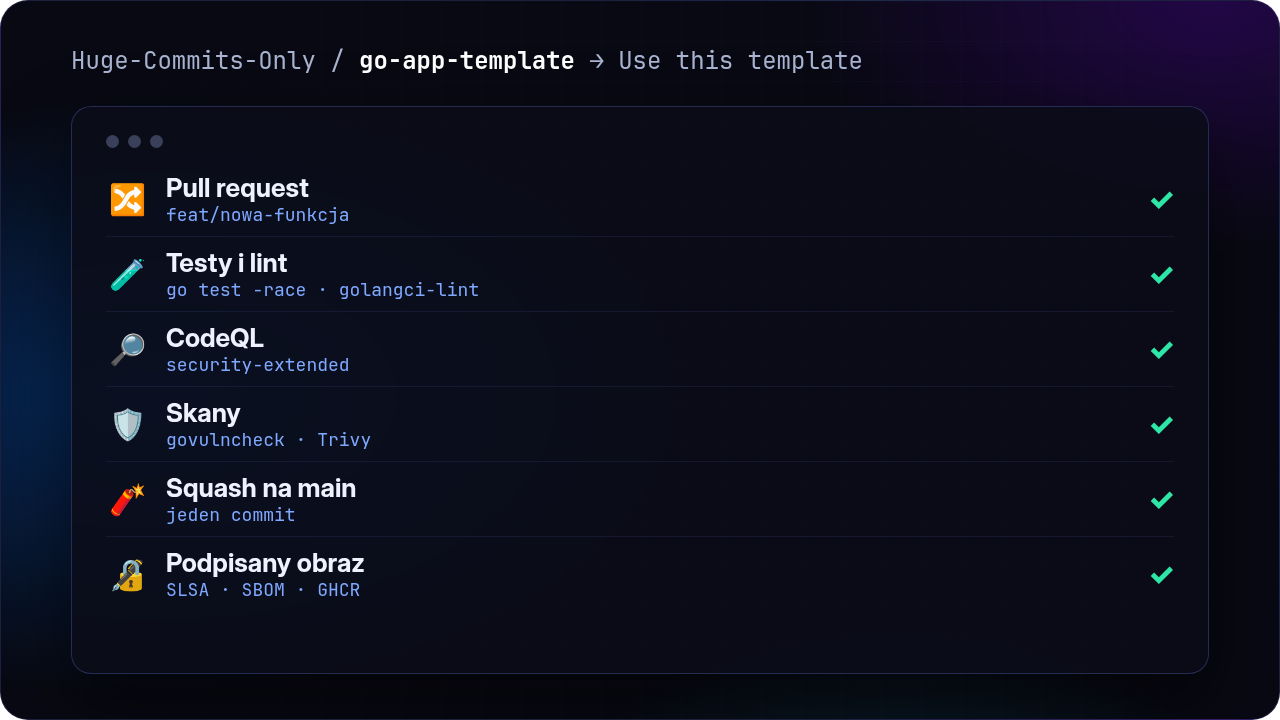 Huge-Commits-Only / go-app-template → Use this template
Pull request
feat/nowa-funkcja
Testy i lint
go test -race · golangci-lint
CodeQL
security-extended
Skany
govulncheck · Trivy
Squash na main
jeden commit
Podpisany obraz
SLSA · SBOM · GHCR